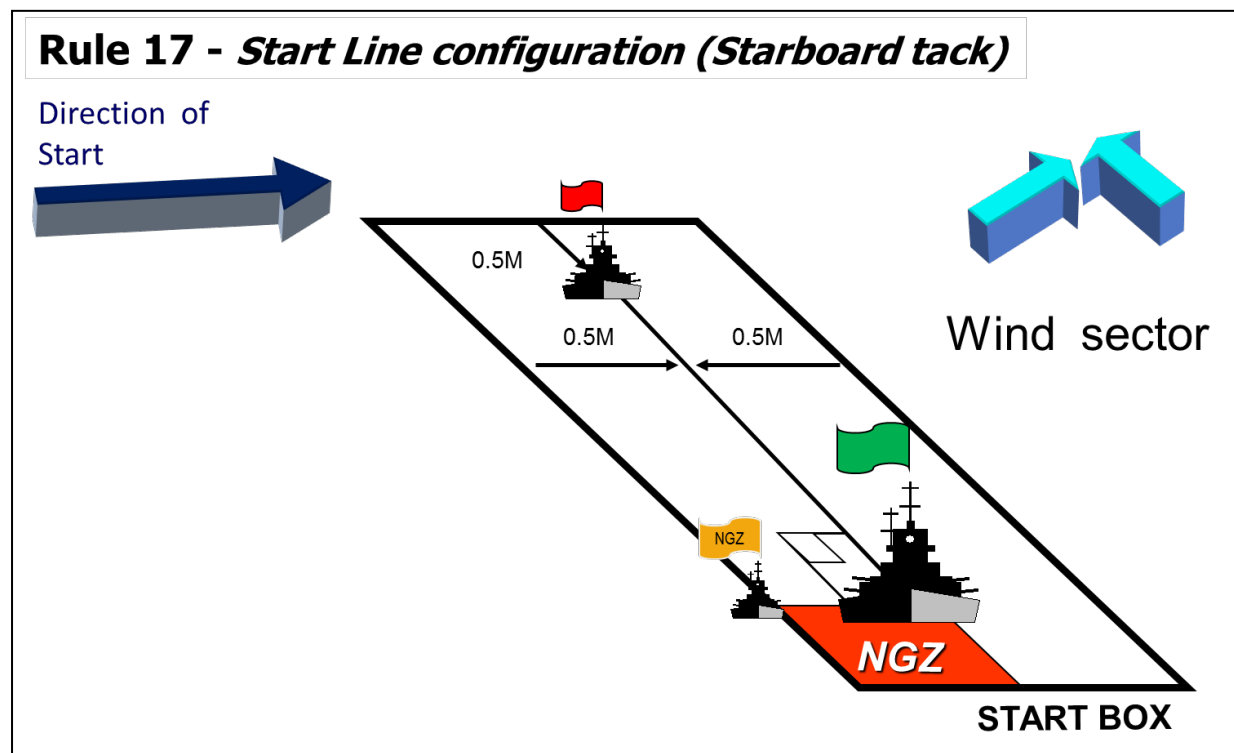 Rule 17 - Start Line configuration (Starboard tack)
Direction of
Start
0.5M
0.5M
0.5M
Wind sector
NGZ
NGZ
START BOX